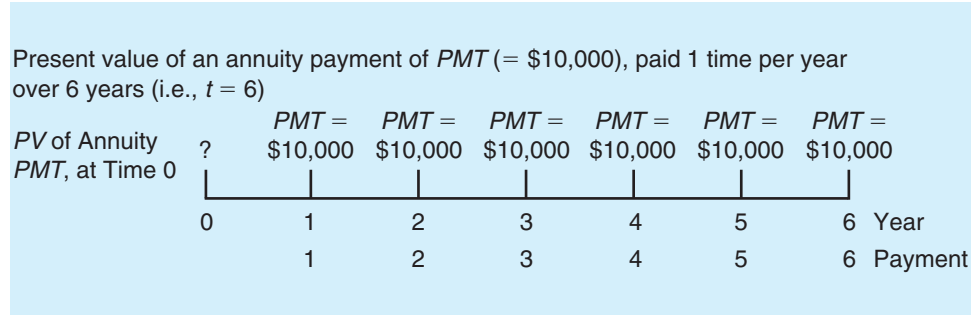 Present value of an annuity payment of PMT (= $10,000), paid 1 time per year
over 6 years (i.e., t = 6)
PMT = PMT = PMT = PMT = PMT = PMT =
PV of Annuity ? $10,000 $10,000 $10,000 $10,000 $10,000 $10,000
PMT, at Time 0
0 1 2 3 4 5 6 Year
1 2 3 4 5 6 Payment